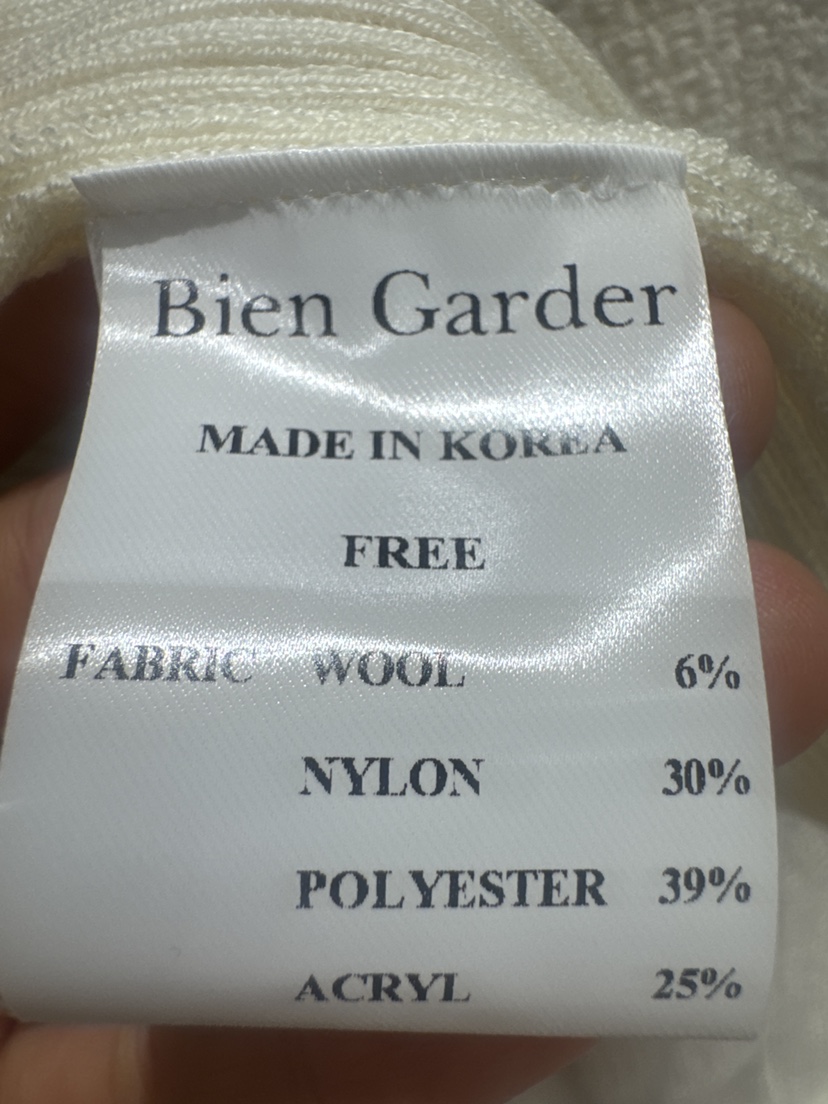 Bien Garder
MADE IN KOREA
FREE
FABRIC WOOL 6%
NYLON 30%
POLYESTER 39%
ACRYL 25%